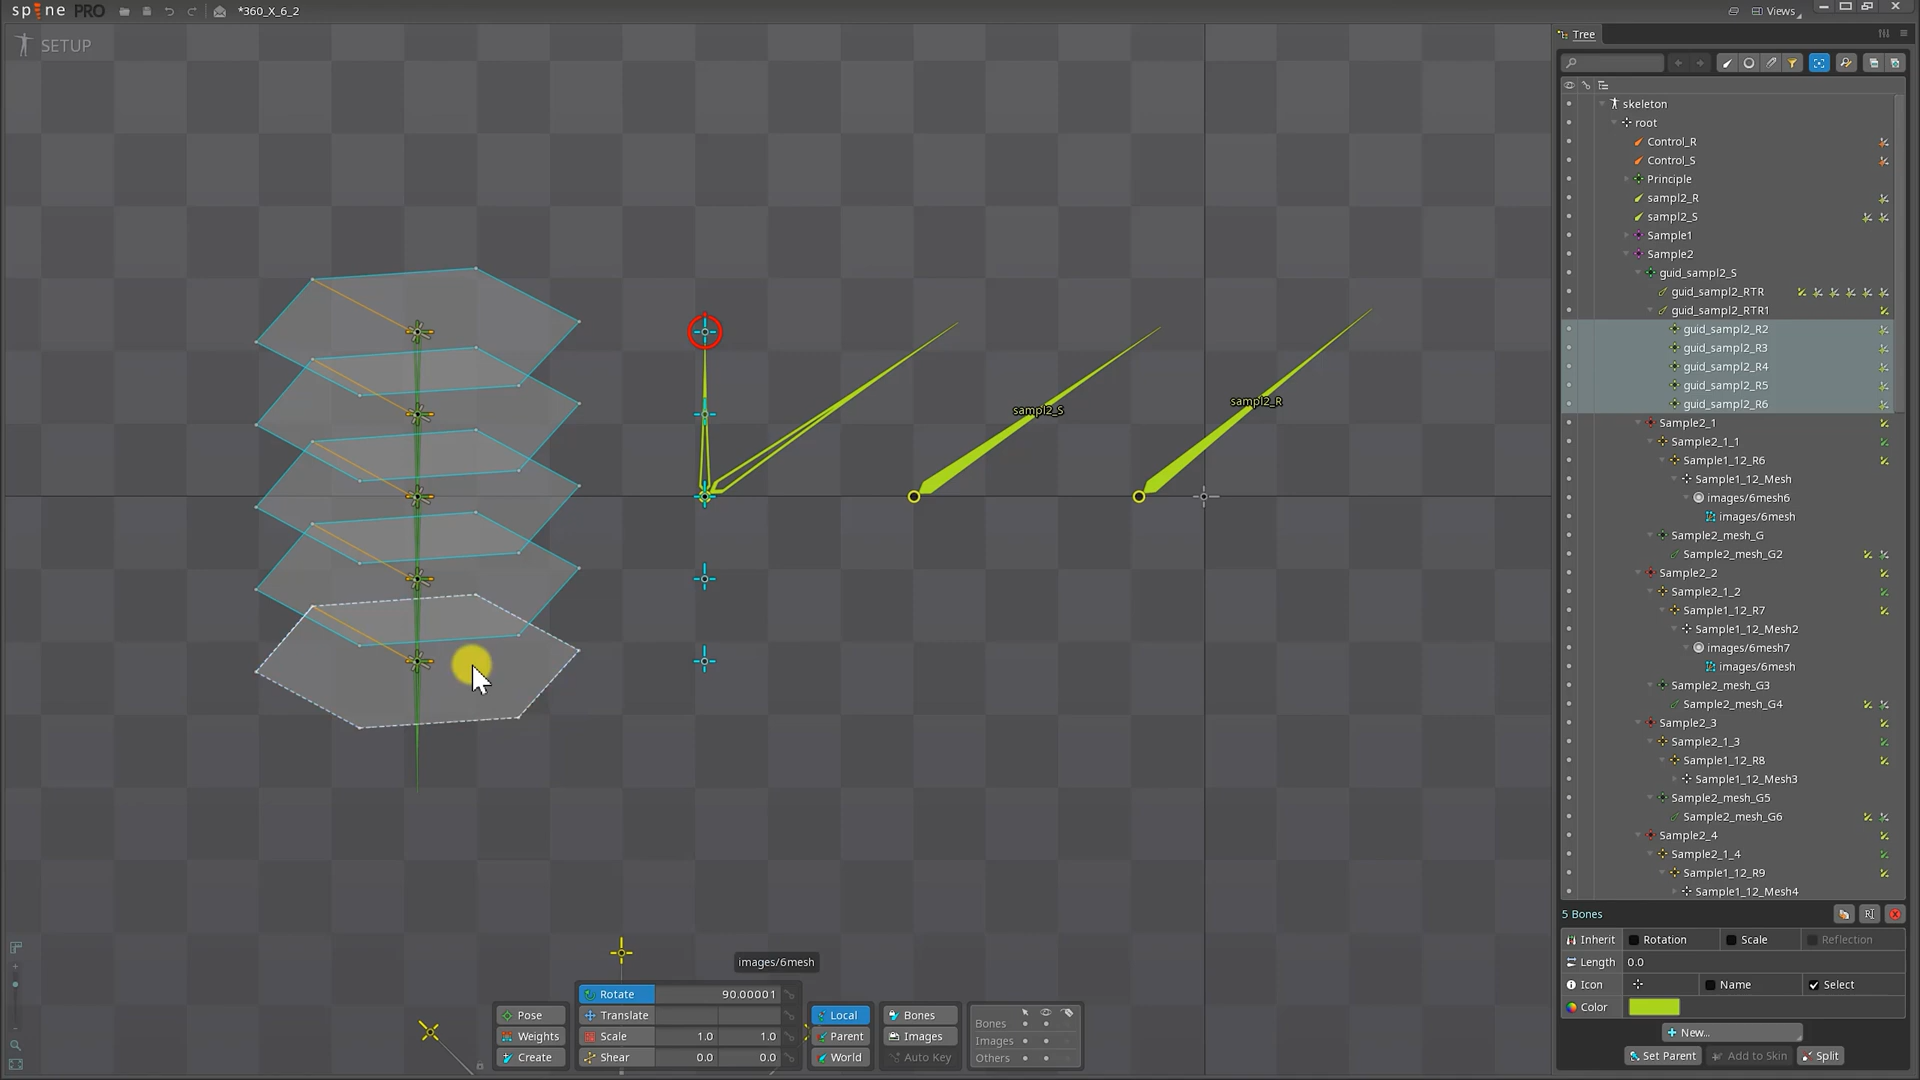 spine PRO
*360_X_6_2
Views
SETUP
Tree
skeleton
root
Control_R
Control_S
Principle
sampl2_R
sampl2_S
Sample1
Sample2
guid_sampl2_S
guid_sampl2_RTR
guid_sampl2_RTR1
guid_sampl2_R2
guid_sampl2_R3
guid_sampl2_R4
guid_sampl2_R5
guid_sampl2_R6
Sample2_1
Sample2_1_1
Sample1_12_R6
Sample1_12_Mesh
images/6mesh6
images/6mesh
Sample2_mesh_G
Sample2_mesh_G2
Sample2_2
Sample2_1_2
Sample1_12_R7
Sample1_12_Mesh2
images/6mesh7
images/6mesh
Sample2_mesh_G3
Sample2_mesh_G4
Sample2_3
Sample2_1_3
Sample1_12_R8
Sample1_12_Mesh3
Sample2_mesh_G5
Sample2_mesh_G6
Sample2_4
Sample2_1_4
Sample1_12_R9
Sample1_12_Mesh4
sampl2_S
sampl2_R
5 Bones
Inherit Rotation Scale Reflection
Length 0.0
Icon Name Select
Color
New...
Set Parent Add to Skin Split
images/6mesh
Pose
Weights
Create
Rotate 90.00001
Translate
Scale 1.0 1.0
Shear 0.0 0.0
Local
Parent
World
Bones
Images
Auto Key
Bones
Images
Others